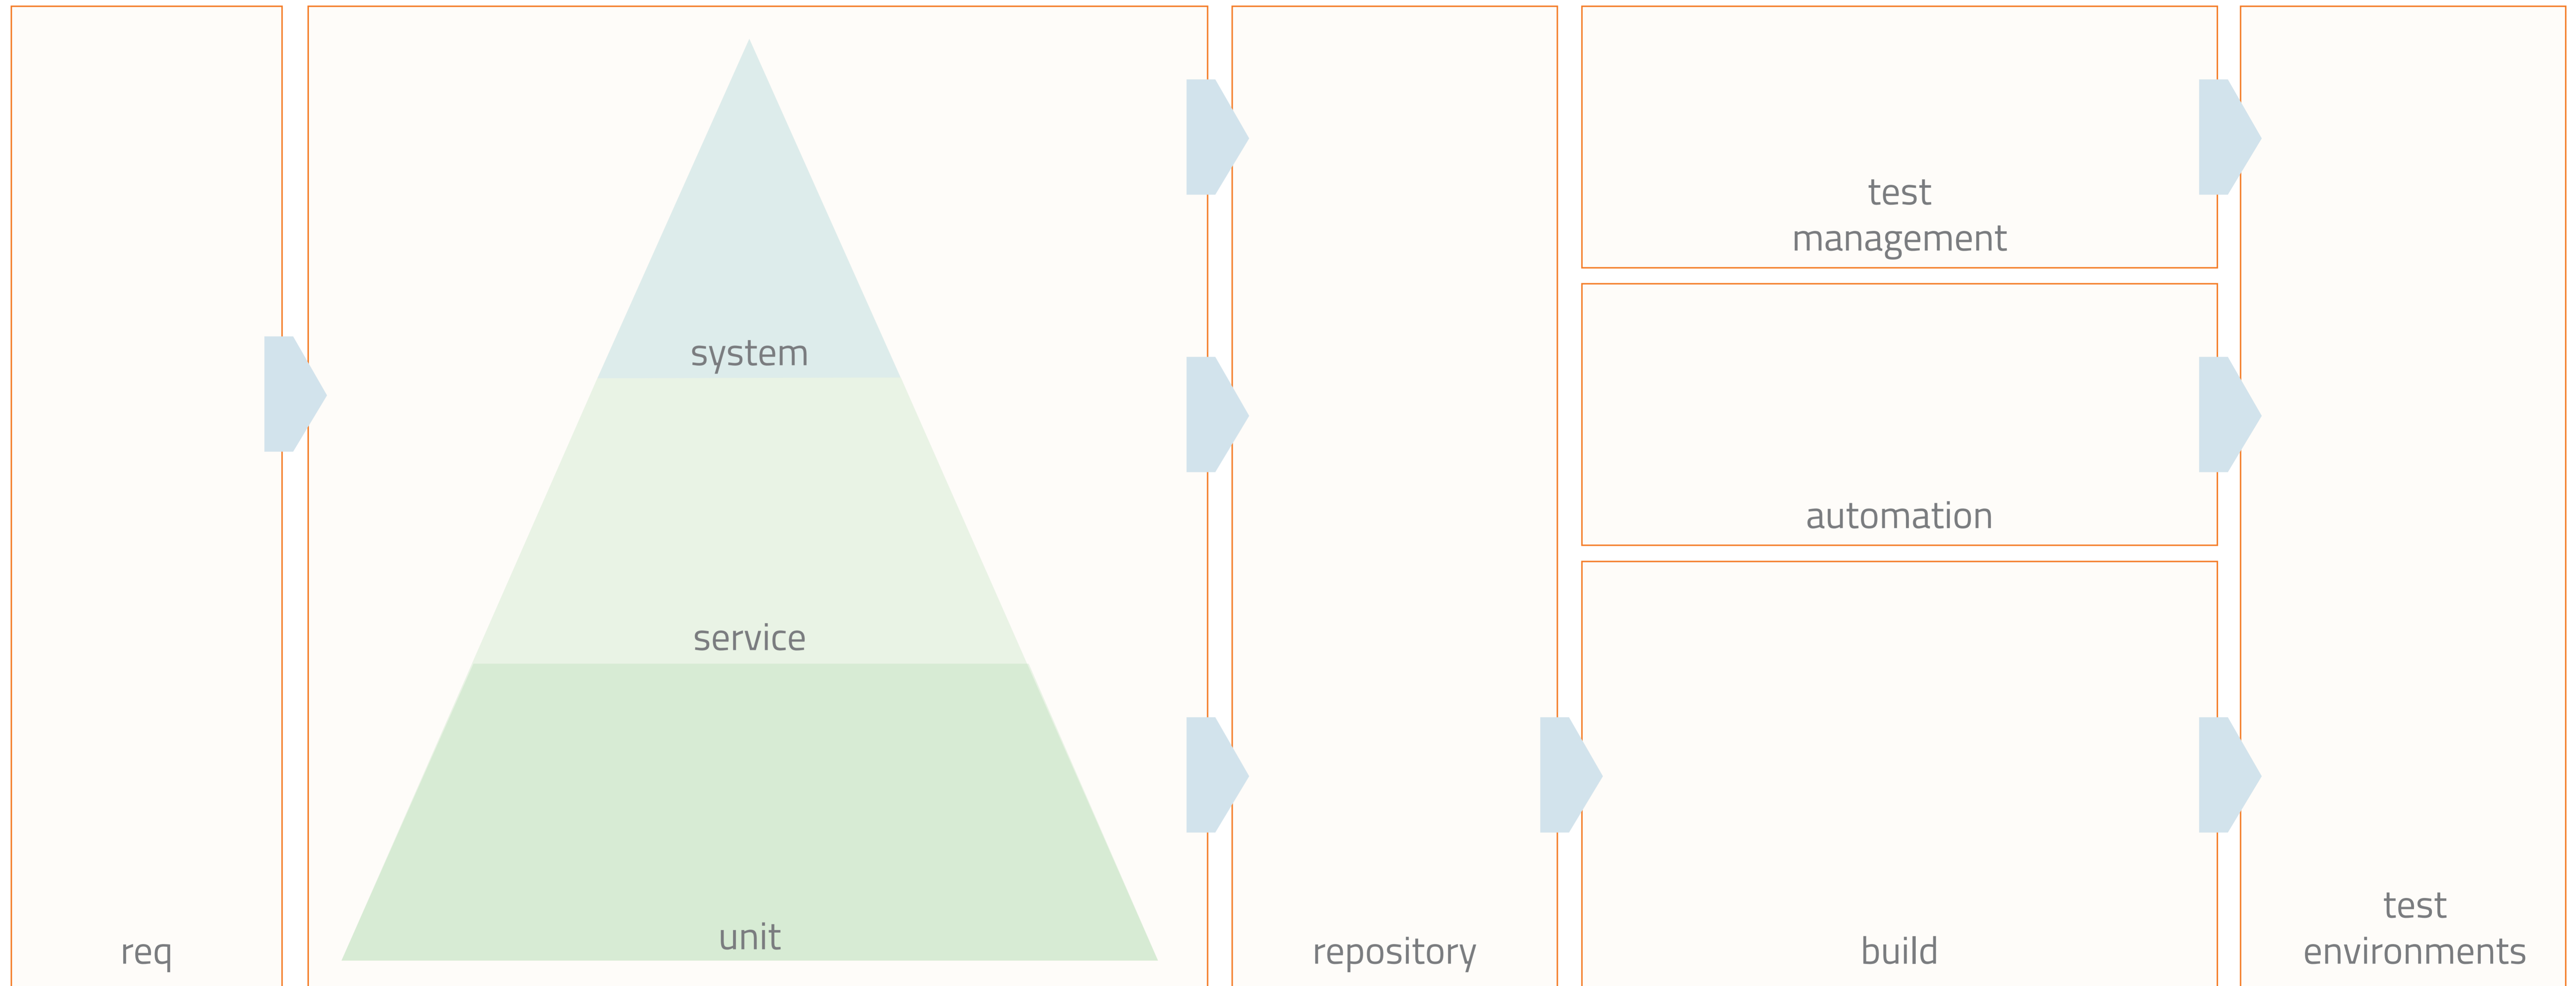 req
system
service
unit
repository
test
management
automation
build
test
environments